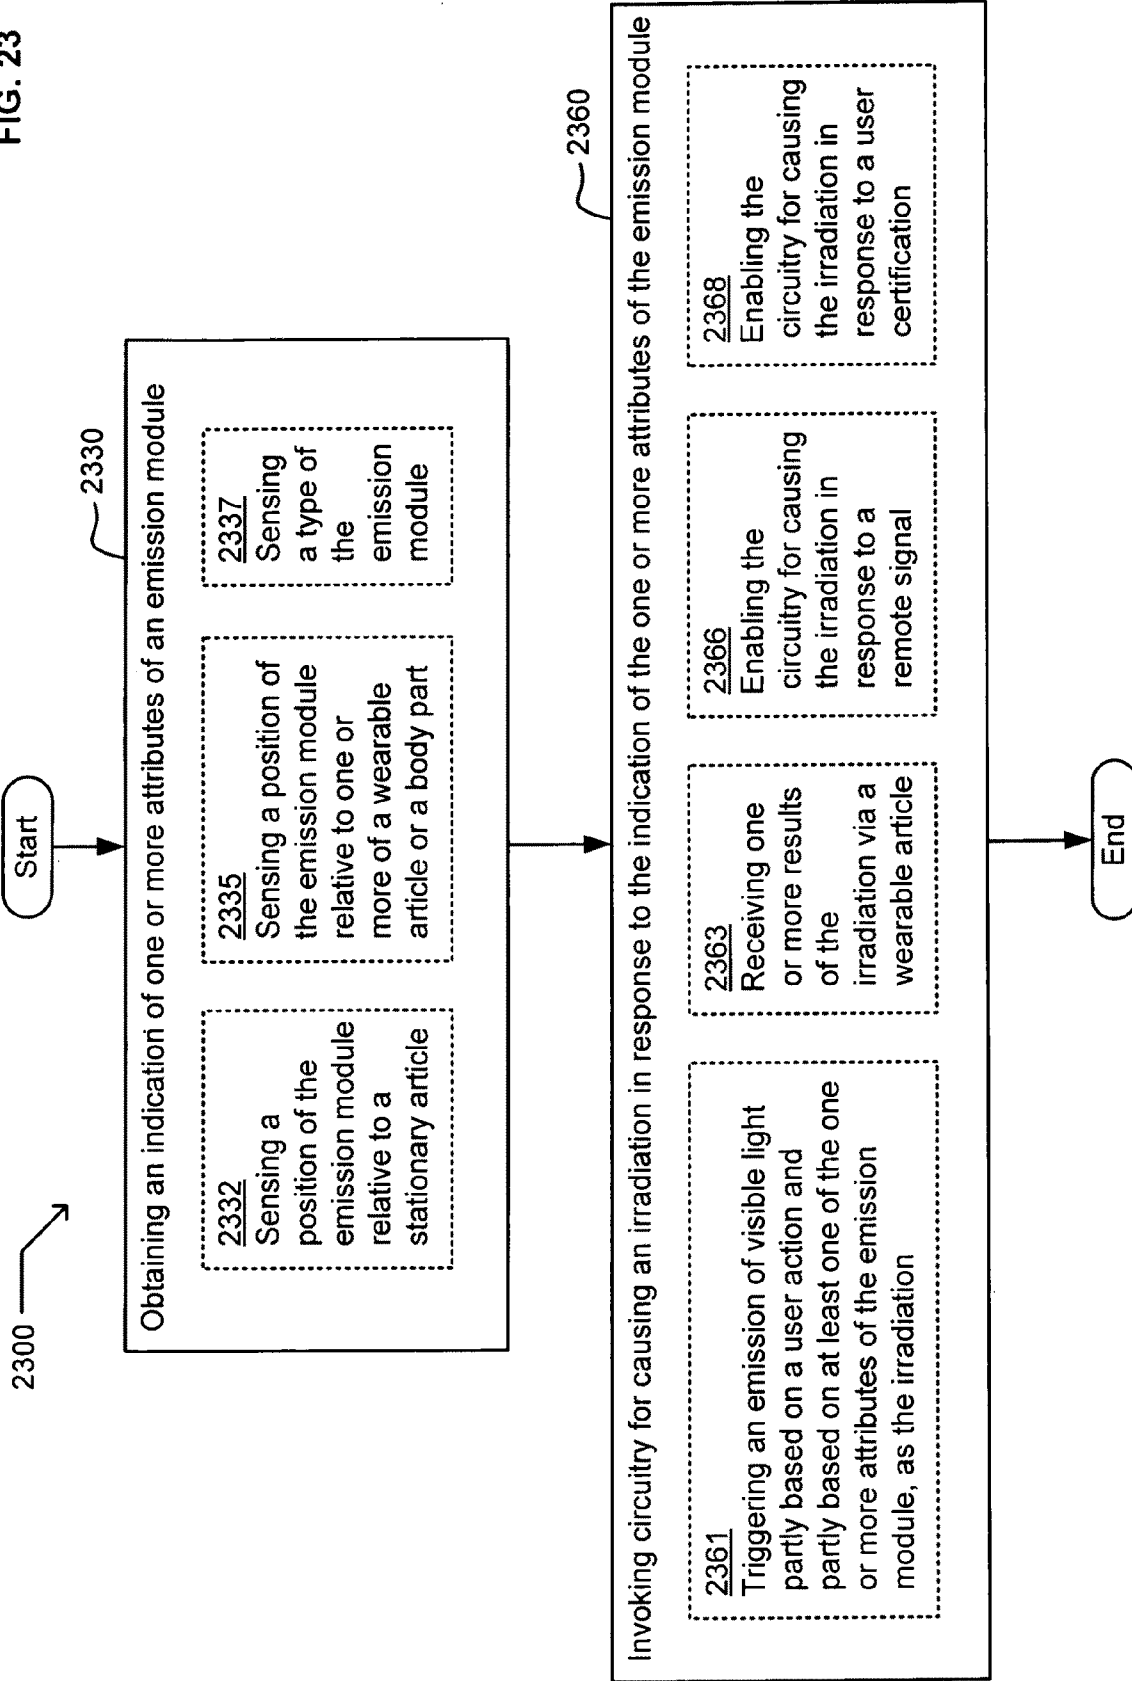 FIG. 23
2300
Start
2330
Obtaining an indication of one or more attributes of an emission module
2332
Sensing a
position of the
emission module
relative to a
stationary article
2335
Sensing a position of
the emission module
relative to one or
more of a wearable
article or a body part
2337
Sensing
a type of
the
emission
module
2360
Invoking circuitry for causing an irradiation in response to the indication of the one or more attributes of the emission module
2361
Triggering an emission of visible light
partly based on a user action and
partly based on at least one of the one
or more attributes of the emission
module, as the irradiation
2363
Receiving one
or more results
of the
irradiation via a
wearable article
2366
Enabling the
circuitry for causing
the irradiation in
response to a
remote signal
2368
Enabling the
circuitry for causing
the irradiation in
response to a user
certification
End